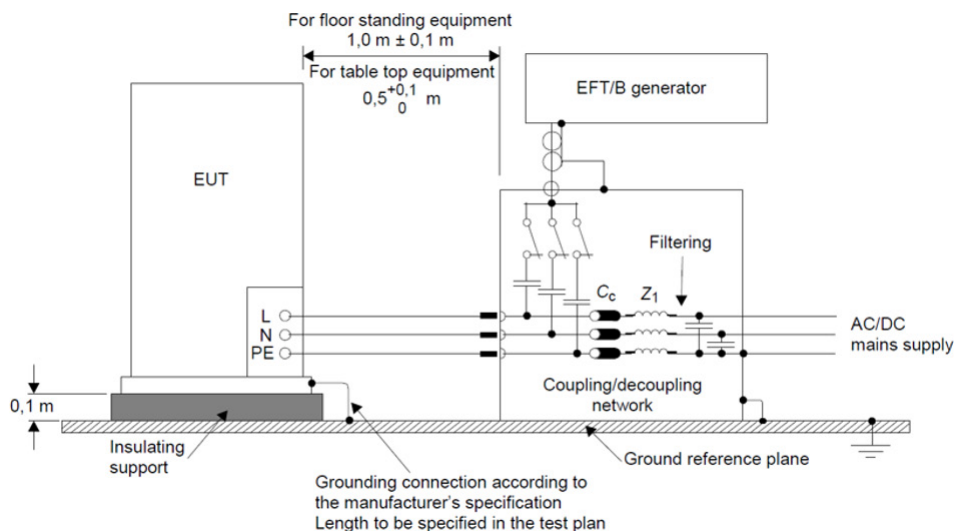 For floor standing equipment
1,0 m ± 0,1 m
For table top equipment
0,5 +0,1 0 m
EFT/B generator
EUT
Filtering
L
N
PE
Cc
Z1
AC/DC
mains supply
Coupling/decoupling
network
0,1 m
Insulating
support
Ground reference plane
Grounding connection according to
the manufacturer's specification
Length to be specified in the test plan